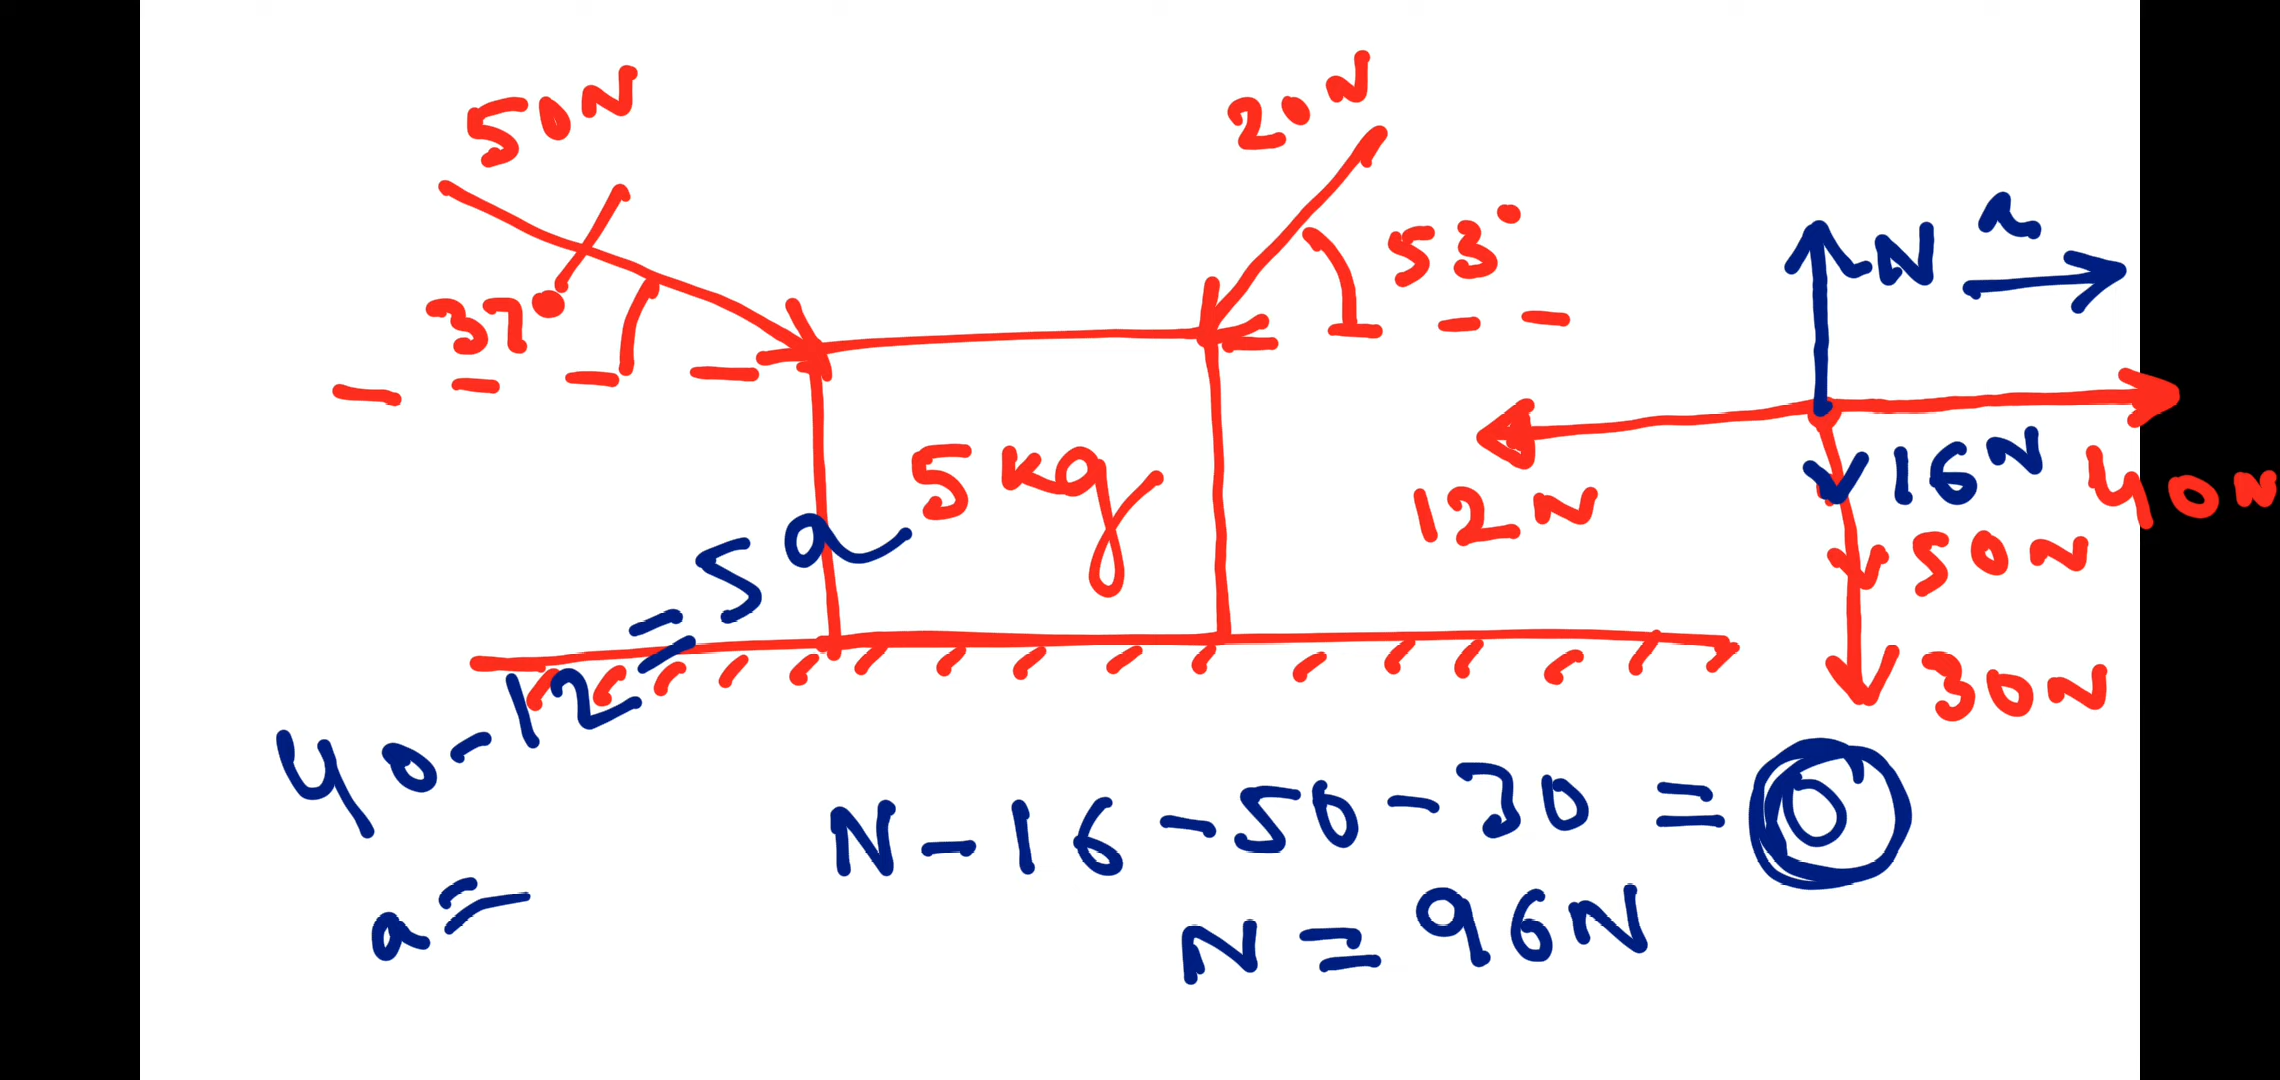 50N
20N
37°
53°
N a
5kg
12N
16N
40N
50N
30N
40-12=5a
N-16-50-30=0
a=
N=96N